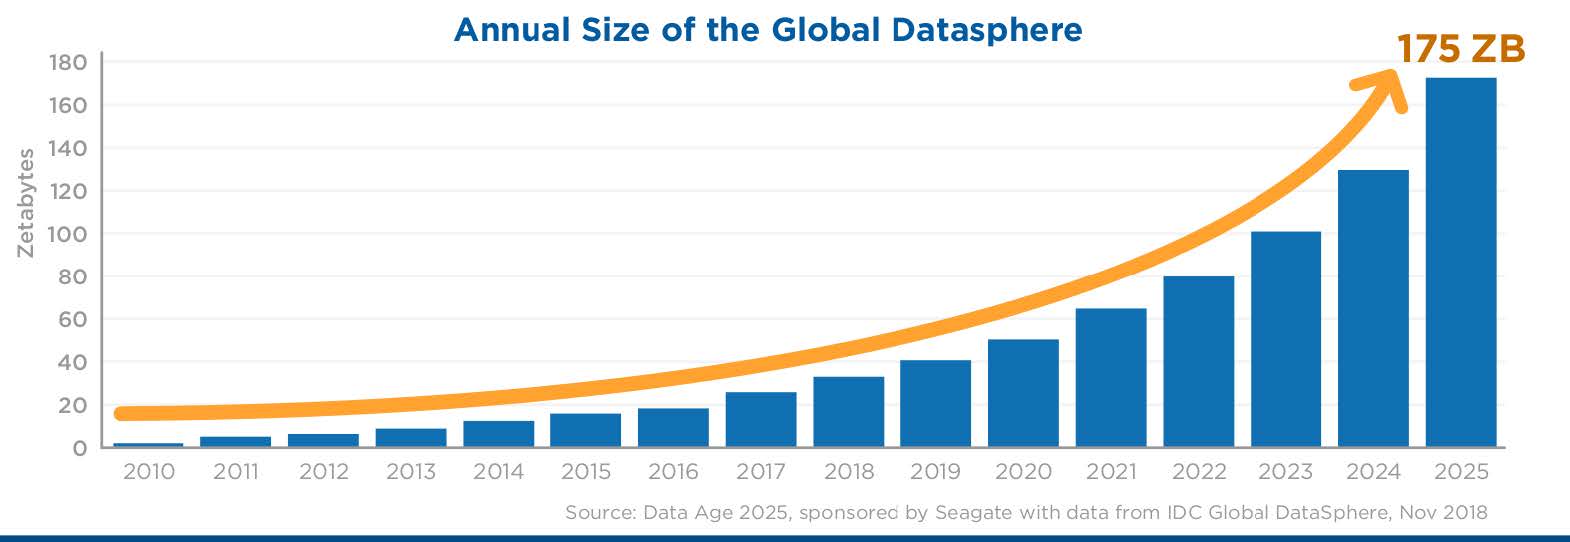 Annual Size of the Global Datasphere
175 ZB
Zetabytes
180
160
140
120
100
80
60
40
20
0
2010 2011 2012 2013 2014 2015 2016 2017 2018 2019 2020 2021 2022 2023 2024 2025
Source: Data Age 2025, sponsored by Seagate with data from IDC Global DataSphere, Nov 2018